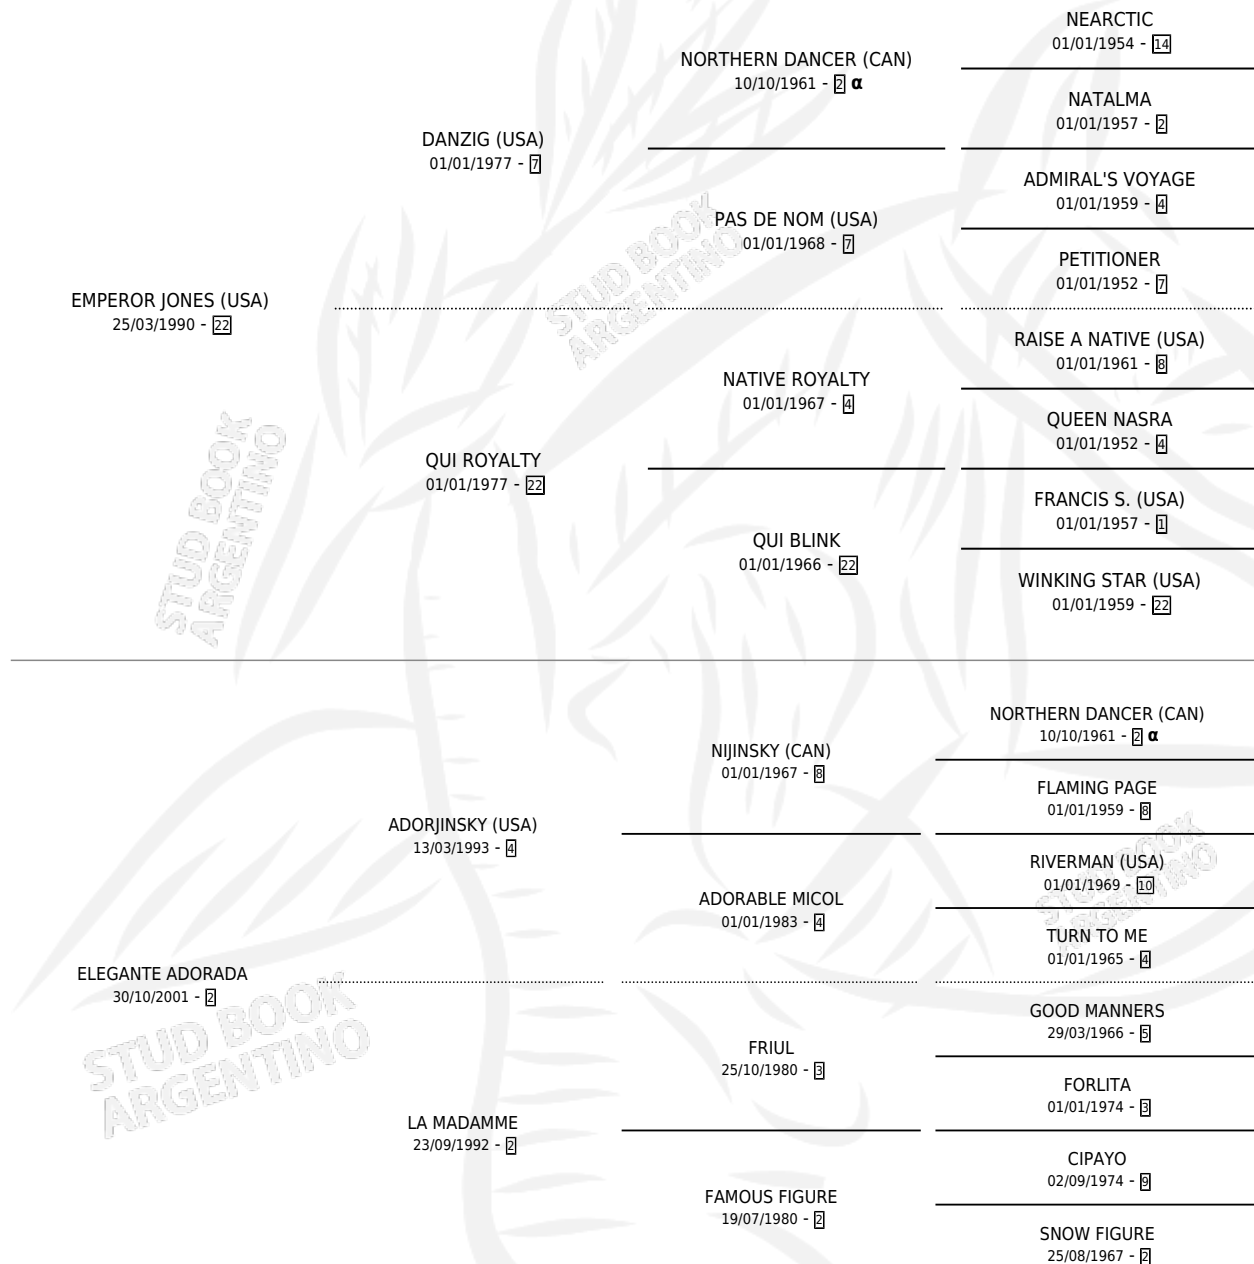 NEARCTIC
01/01/1954 - 14
NORTHERN DANCER (CAN)
10/10/1961 - 2 α
NATALMA
01/01/1957 - 2
DANZIG (USA)
01/01/1977 - 7
ADMIRAL'S VOYAGE
01/01/1959 - 4
PAS DE NOM (USA)
01/01/1968 - 7
PETITIONER
01/01/1952 - 7
EMPEROR JONES (USA)
25/03/1990 - 22
RAISE A NATIVE (USA)
01/01/1961 - 8
NATIVE ROYALTY
01/01/1967 - 4
QUEEN NASRA
01/01/1952 - 4
QUI ROYALTY
01/01/1977 - 22
FRANCIS S. (USA)
01/01/1957 - 1
QUI BLINK
01/01/1966 - 22
WINKING STAR (USA)
01/01/1959 - 22
NORTHERN DANCER (CAN)
10/10/1961 - 2 α
NIJINSKY (CAN)
01/01/1967 - 8
FLAMING PAGE
01/01/1959 - 8
ADORJINSKY (USA)
13/03/1993 - 4
RIVERMAN (USA)
01/01/1969 - 10
ADORABLE MICOL
01/01/1983 - 4
TURN TO ME
01/01/1965 - 4
ELEGANTE ADORADA
30/10/2001 - 2
GOOD MANNERS
29/03/1966 - 5
FRIUL
25/10/1980 - 3
FORLITA
01/01/1974 - 3
LA MADAMME
23/09/1992 - 2
CIPAYO
02/09/1974 - 9
FAMOUS FIGURE
19/07/1980 - 2
SNOW FIGURE
25/08/1967 - 2
STUD BOOK
ARGENTINO
STUD BOOK
ARGENTINO
STUD BOOK
ARGENTINO
STUD BOOK
ARGENTINO